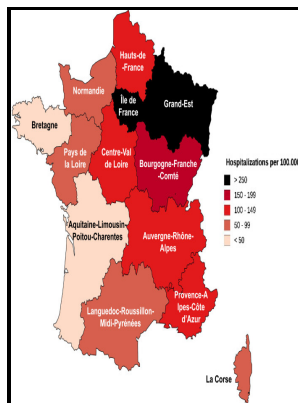 Hauts-de
-France
Normandie
Île de
France
Grand-Est
Bretagne
Pays de
la Loire
Centre-Val
de Loire
Bourgogne-Franche
-Comté
Hospitalizations per 100.000
> 250
150 - 199
100 - 149
50 - 99
< 50
Aquitaine-Limousin-
Poitou-Charentes
Auvergne-Rhône-
Alpes
Provence-A
lpes-Côte
d'Azur
Languedoc-Roussillon-
Midi-Pyrénées
La Corse